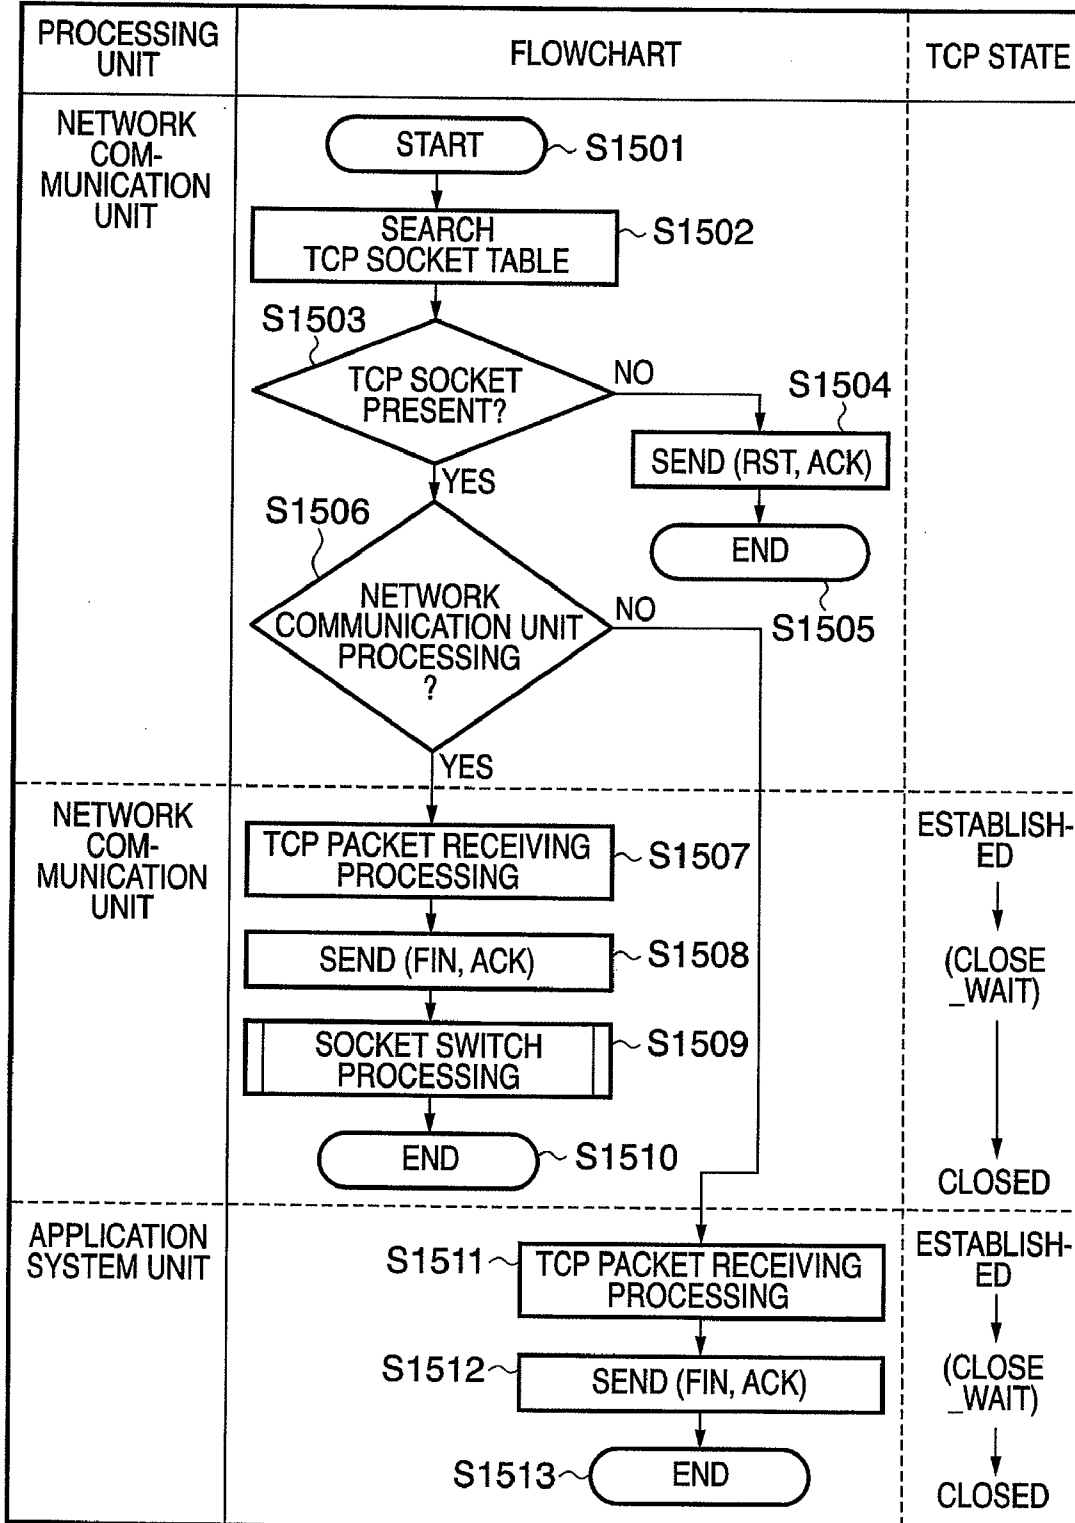 PROCESSING
UNIT
FLOWCHART
TCP STATE
NETWORK
COM-
MUNICATION
UNIT
START
S1501
SEARCH
TCP SOCKET TABLE
S1502
S1503
TCP SOCKET
PRESENT?
NO
S1504
SEND (RST, ACK)
YES
END
S1505
S1506
NETWORK
COMMUNICATION UNIT
PROCESSING
?
NO
YES
NETWORK
COM-
MUNICATION
UNIT
TCP PACKET RECEIVING
PROCESSING
S1507
SEND (FIN, ACK)
S1508
SOCKET SWITCH
PROCESSING
S1509
END
S1510
ESTABLISH-
ED
(CLOSE
_WAIT)
CLOSED
APPLICATION
SYSTEM UNIT
S1511
TCP PACKET RECEIVING
PROCESSING
S1512
SEND (FIN, ACK)
S1513
END
ESTABLISH-
ED
(CLOSE
_WAIT)
CLOSED